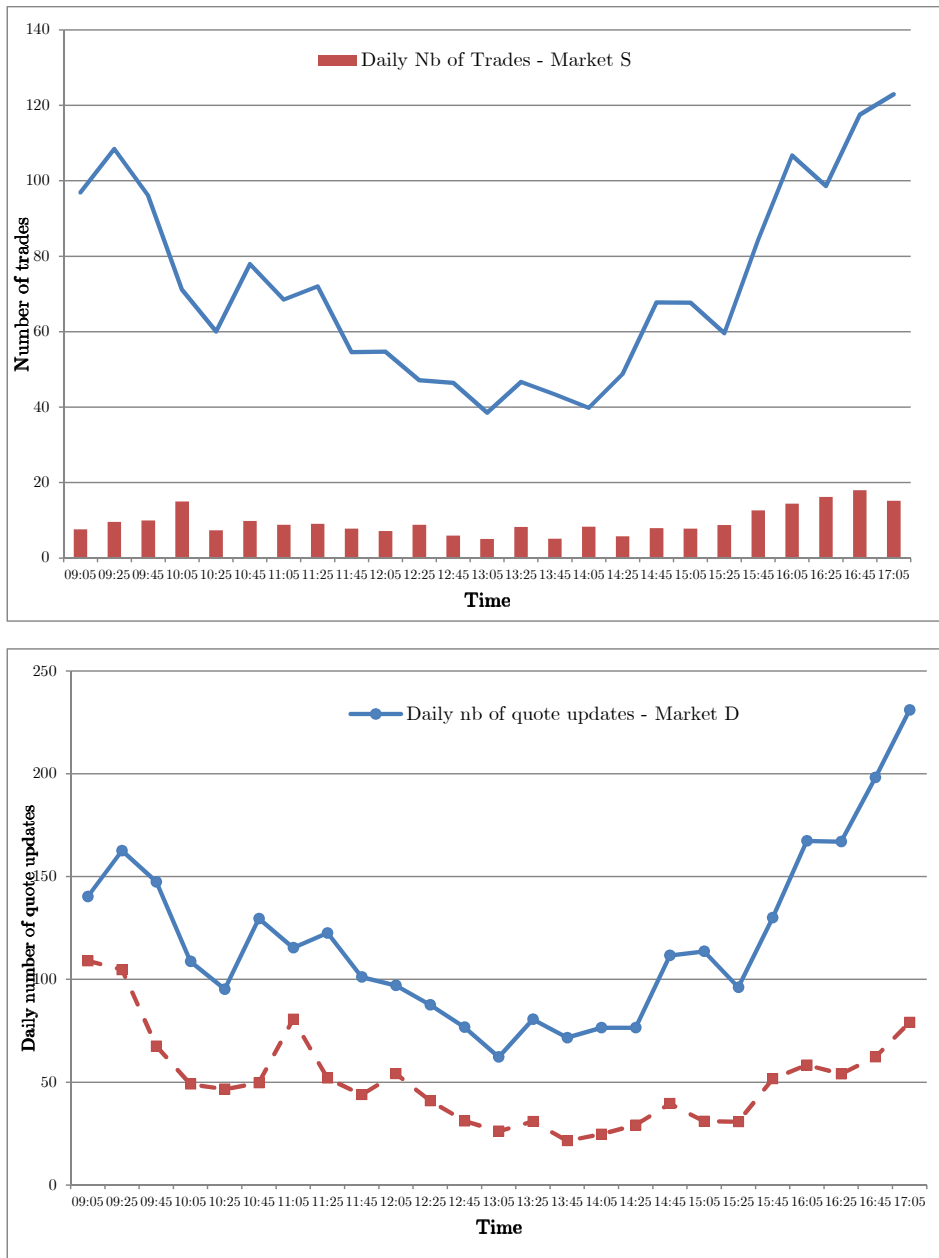 140
Daily Nb of Trades - Market S
120
100
80
60
40
20
0
Number of trades
09:05 09:25 09:45 10:05 10:25 10:45 11:05 11:25 11:45 12:05 12:25 12:45 13:05 13:25 13:45 14:05 14:25 14:45 15:05 15:25 15:45 16:05 16:25 16:45 17:05
Time
250
Daily nb of quote updates - Market D
200
150
100
50
0
Daily number of quote updates
09:05 09:25 09:45 10:05 10:25 10:45 11:05 11:25 11:45 12:05 12:25 12:45 13:05 13:25 13:45 14:05 14:25 14:45 15:05 15:25 15:45 16:05 16:25 16:45 17:05
Time